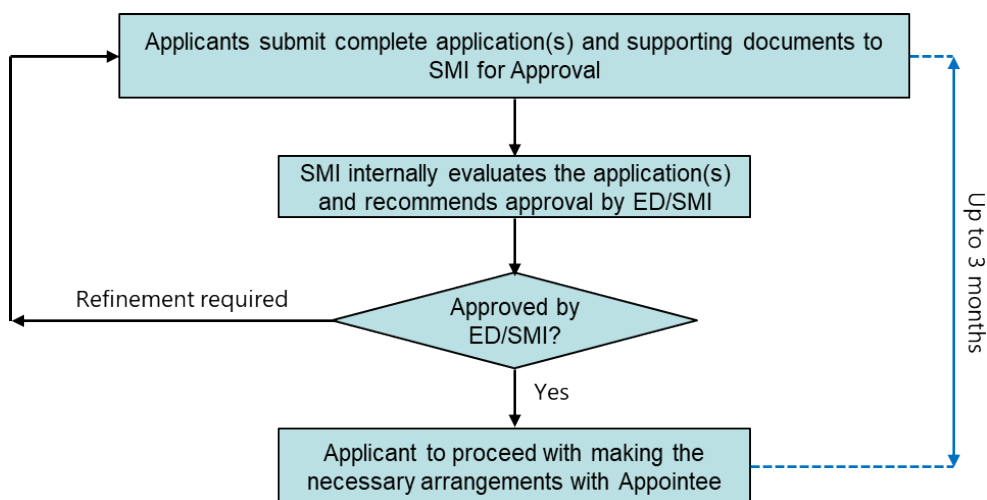 Applicants submit complete application(s) and supporting documents to
SMI for Approval
SMI internally evaluates the application(s)
and recommends approval by ED/SMI
Refinement required
Approved by
ED/SMI?
Up to 3 months
Yes
Applicant to proceed with making the
necessary arrangements with Appointee